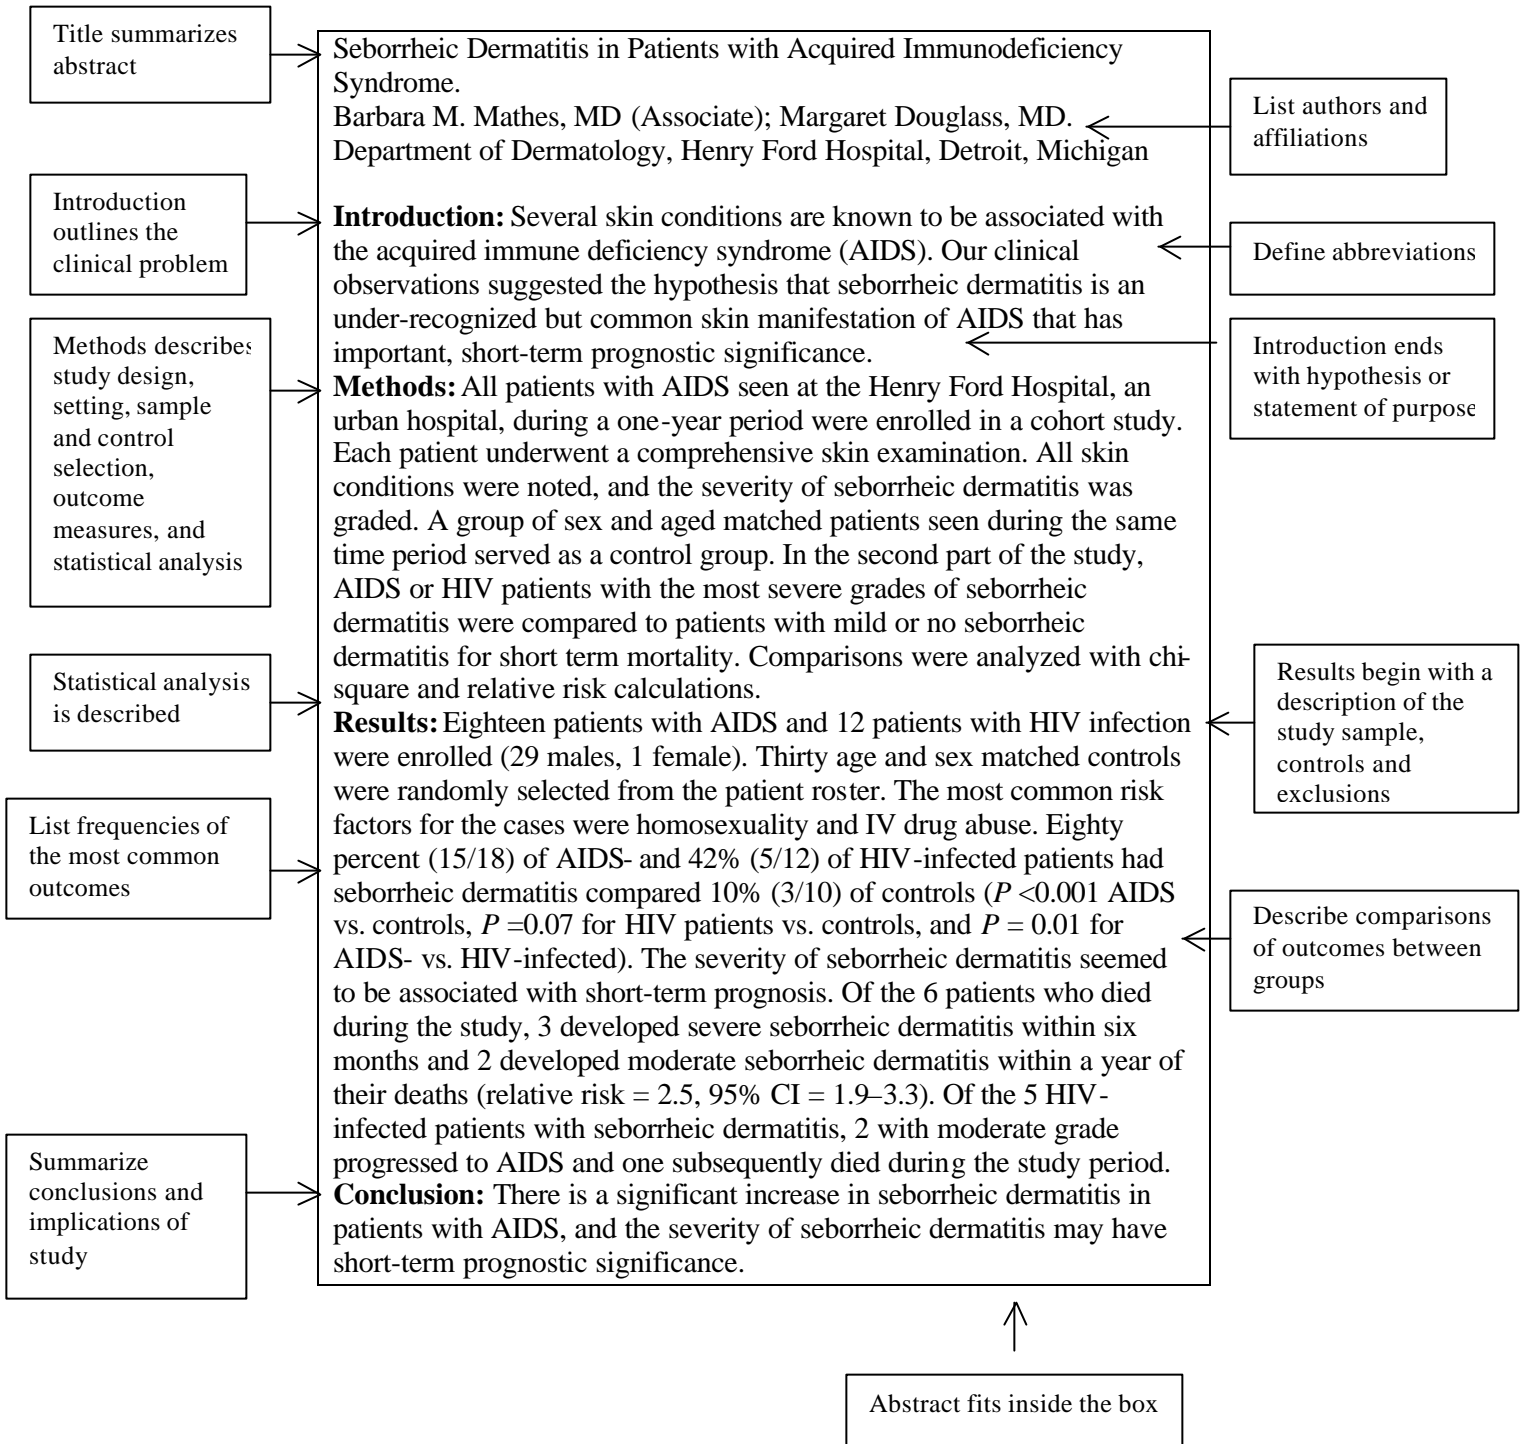 Title summarizes
abstract
Seborrheic Dermatitis in Patients with Acquired Immunodeficiency
Syndrome.
Barbara M. Mathes, MD (Associate); Margaret Douglass, MD.
Department of Dermatology, Henry Ford Hospital, Detroit, Michigan
List authors and
affiliations
Introduction
outlines the
clinical problem
Introduction: Several skin conditions are known to be associated with
the acquired immune deficiency syndrome (AIDS). Our clinical
observations suggested the hypothesis that seborrheic dermatitis is an
under-recognized but common skin manifestation of AIDS that has
important, short-term prognostic significance.
Define abbreviations
Introduction ends
with hypothesis or
statement of purpose
Methods describes
study design,
setting, sample
and control
selection,
outcome
measures, and
statistical analysis
Methods: All patients with AIDS seen at the Henry Ford Hospital, an
urban hospital, during a one-year period were enrolled in a cohort study.
Each patient underwent a comprehensive skin examination. All skin
conditions were noted, and the severity of seborrheic dermatitis was
graded. A group of sex and aged matched patients seen during the same
time period served as a control group. In the second part of the study,
AIDS or HIV patients with the most severe grades of seborrheic
dermatitis were compared to patients with mild or no seborrheic
dermatitis for short term mortality. Comparisons were analyzed with chi-
square and relative risk calculations.
Statistical analysis
is described
Results: Eighteen patients with AIDS and 12 patients with HIV infection
were enrolled (29 males, 1 female). Thirty age and sex matched controls
were randomly selected from the patient roster. The most common risk
factors for the cases were homosexuality and IV drug abuse. Eighty
percent (15/18) of AIDS- and 42% (5/12) of HIV-infected patients had
seborrheic dermatitis compared 10% (3/10) of controls (P <0.001 AIDS
vs. controls, P =0.07 for HIV patients vs. controls, and P = 0.01 for
AIDS- vs. HIV-infected). The severity of seborrheic dermatitis seemed
to be associated with short-term prognosis. Of the 6 patients who died
during the study, 3 developed severe seborrheic dermatitis within six
months and 2 developed moderate seborrheic dermatitis within a year of
their deaths (relative risk = 2.5, 95% CI = 1.9–3.3). Of the 5 HIV-
infected patients with seborrheic dermatitis, 2 with moderate grade
progressed to AIDS and one subsequently died during the study period.
Results begin with a
description of the
study sample,
controls and
exclusions
List frequencies of
the most common
outcomes
Describe comparisons
of outcomes between
groups
Summarize
conclusions and
implications of
study
Conclusion: There is a significant increase in seborrheic dermatitis in
patients with AIDS, and the severity of seborrheic dermatitis may have
short-term prognostic significance.
Abstract fits inside the box